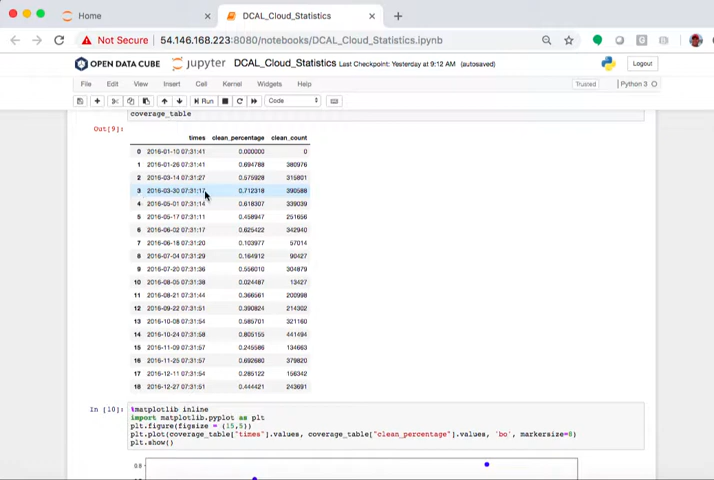 Home
DCAL_Cloud_Statistics
Not Secure 54.146.168.223:8080/notebooks/DCAL_Cloud_Statistics.ipynb
OPEN DATA CUBE jupyter DCAL_Cloud_Statistics Last Checkpoint: Yesterday at 9:12 AM (autosaved) Logout
File Edit View Insert Cell Kernel Widgets Help Trusted Python 3
Run Code
coverage_table
Out[9]:
times clean_percentage clean_count
0 2016-01-10 07:31:41 0.000000 0
1 2016-01-26 07:31:41 0.694788 380976
2 2016-03-14 07:31:27 0.575928 315801
3 2016-03-30 07:31:17 0.712318 390588
4 2016-05-01 07:31:14 0.618307 339039
5 2016-05-17 07:31:11 0.458947 251656
6 2016-06-02 07:31:17 0.625422 342940
7 2016-06-18 07:31:20 0.103977 57014
8 2016-07-04 07:31:29 0.164912 90427
9 2016-07-20 07:31:36 0.556010 304879
10 2016-08-05 07:31:38 0.024487 13427
11 2016-08-21 07:31:44 0.366561 200998
12 2016-09-22 07:31:51 0.390824 214302
13 2016-10-08 07:31:54 0.585701 321160
14 2016-10-24 07:31:58 0.805155 441494
15 2016-11-09 07:31:57 0.245586 134663
16 2016-11-25 07:31:57 0.692680 379820
17 2016-12-11 07:31:54 0.285122 156342
18 2016-12-27 07:31:51 0.444421 243691
In [10]: %matplotlib inline
import matplotlib.pyplot as plt
plt.figure(figsize = (15,5))
plt.plot(coverage_table["times"].values, coverage_table["clean_percentage"].values, 'bo', markersize=8)
plt.show()
0.8